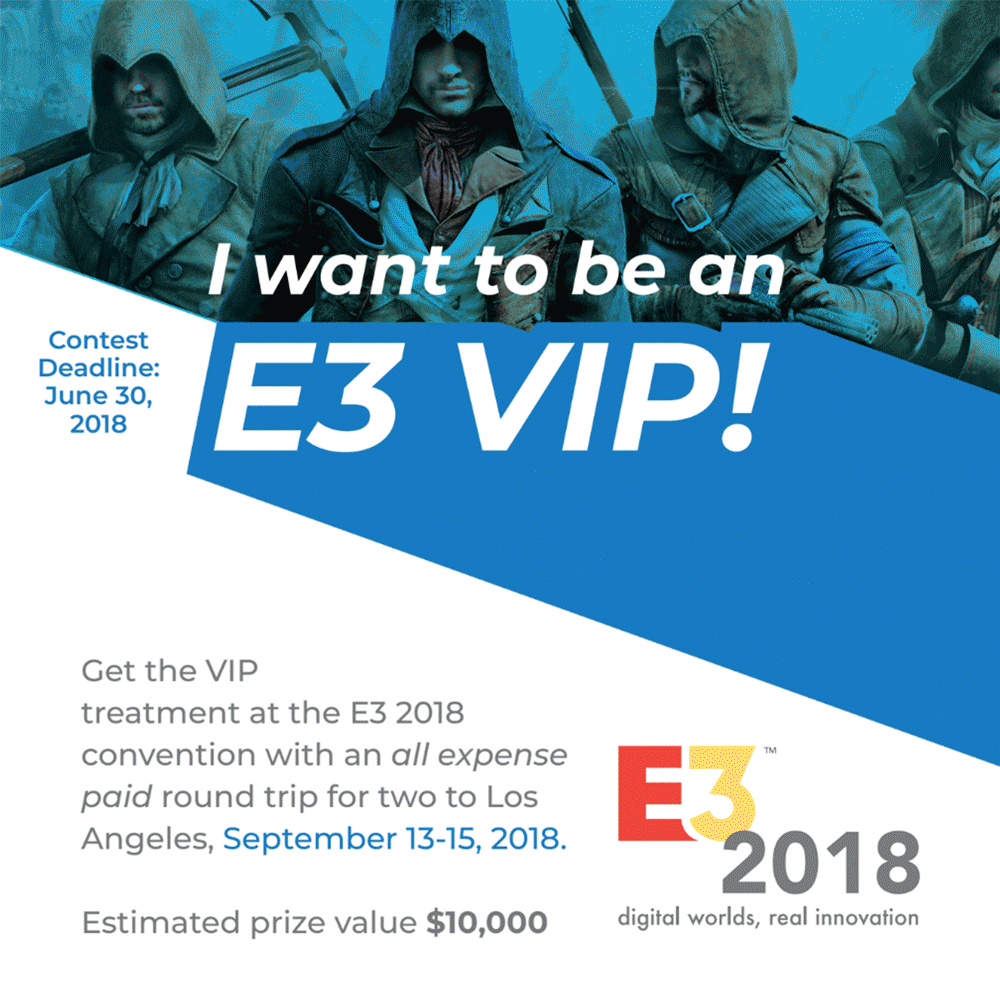 I want to be an
E3 VIP!
Contest
Deadline:
June 30,
2018
Get the VIP
treatment at the E3 2018
convention with an all expense
paid round trip for two to Los
Angeles, September 13-15, 2018.
Estimated prize value $10,000
E3™
2018
digital worlds, real innovation